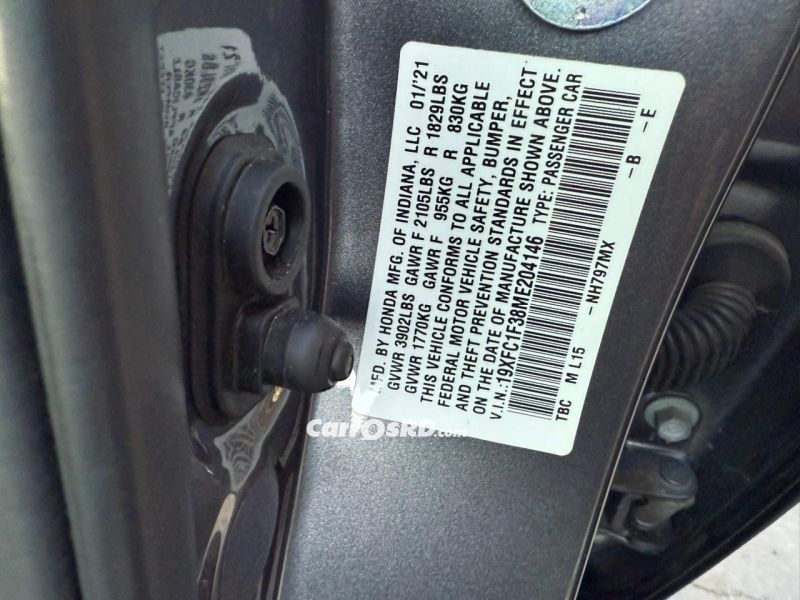 MFD. BY HONDA MFG. OF INDIANA, LLC 01/'21
GVWR 3902LBS GAWR F 2105LBS R 1829LBS
GVWR 1770KG GAWR F 955KG R 830KG
THIS VEHICLE CONFORMS TO ALL APPLICABLE
FEDERAL MOTOR VEHICLE SAFETY, BUMPER,
AND THEFT PREVENTION STANDARDS IN EFFECT
ON THE DATE OF MANUFACTURE SHOWN ABOVE.
V.I.N.:19XFC1F38ME204146 TYPE: PASSENGER CAR
TBC M L15 -NH797MX -B -E
CarFOsRD.com